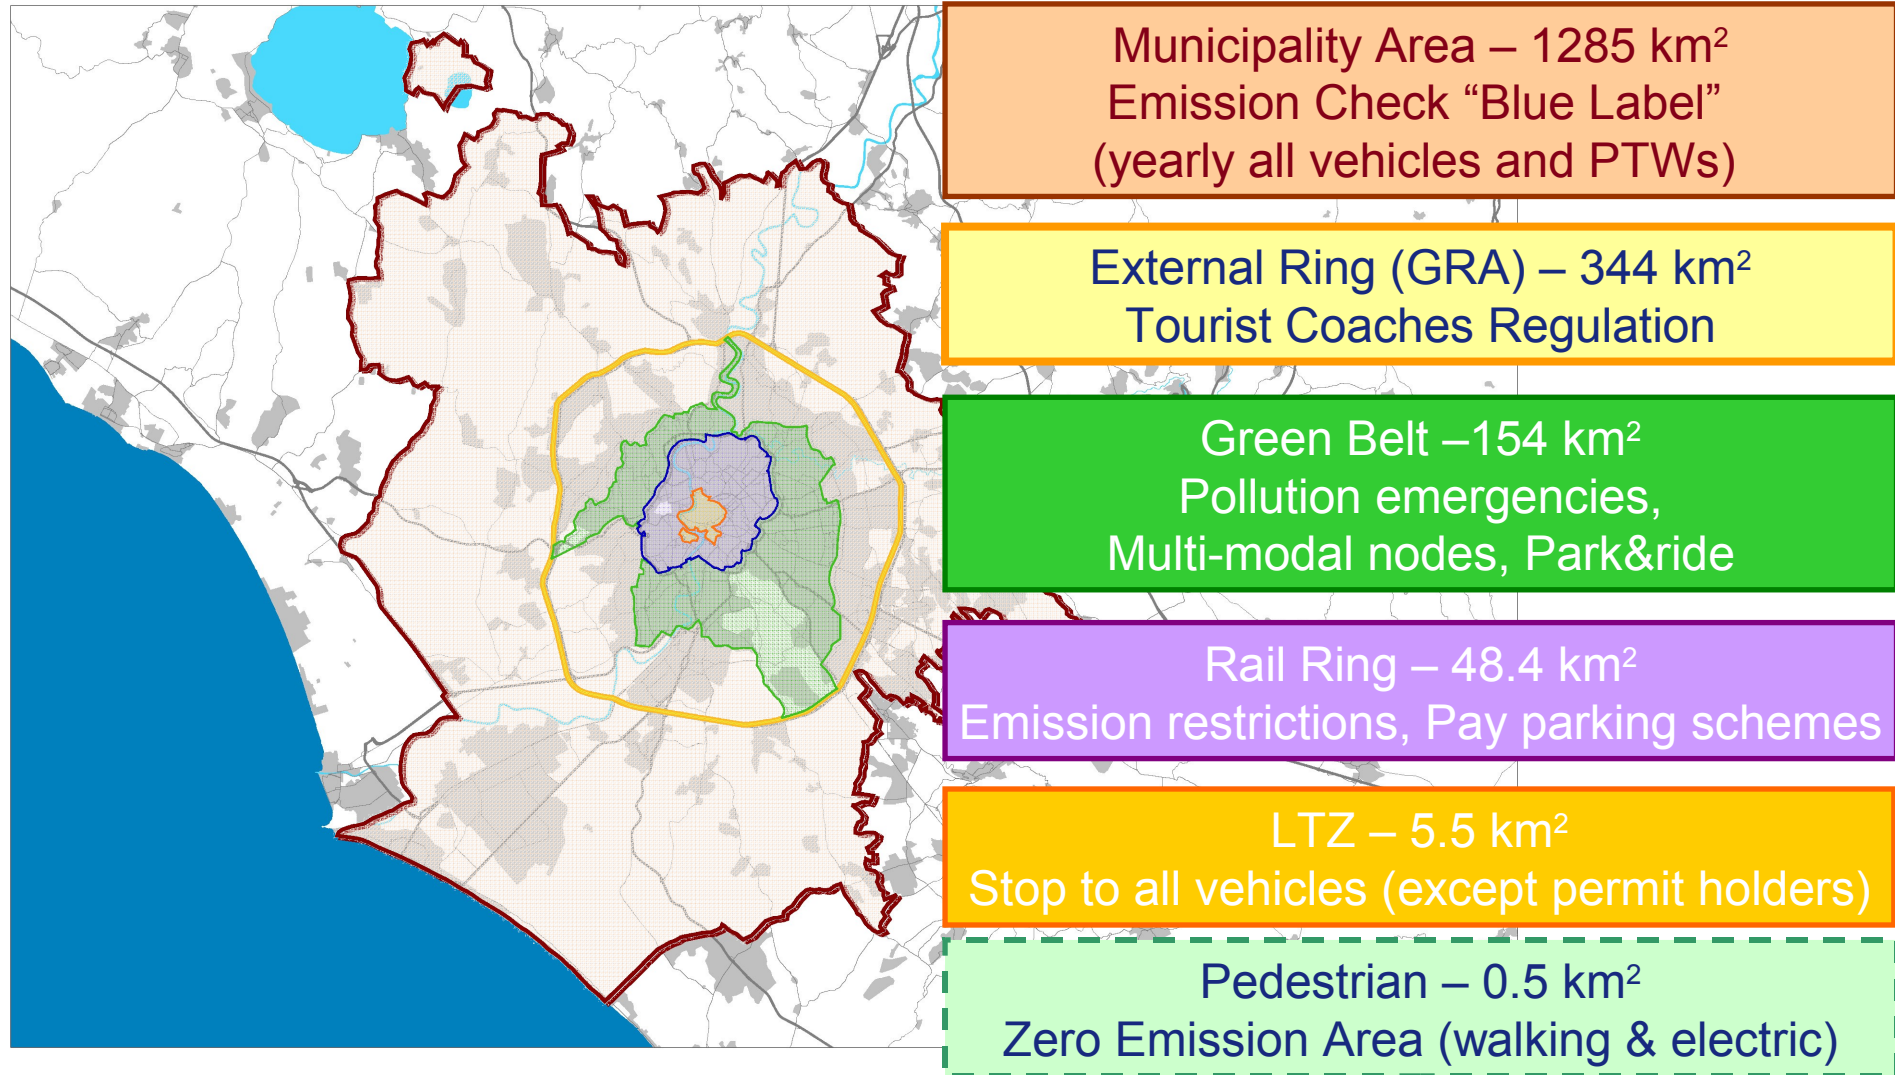 Municipality Area – 1285 km²
Emission Check “Blue Label”
(yearly all vehicles and PTWs)
External Ring (GRA) – 344 km²
Tourist Coaches Regulation
Green Belt –154 km²
Pollution emergencies,
Multi-modal nodes, Park&ride
Rail Ring – 48.4 km²
Emission restrictions, Pay parking schemes
LTZ – 5.5 km²
Stop to all vehicles (except permit holders)
Pedestrian – 0.5 km²
Zero Emission Area (walking & electric)